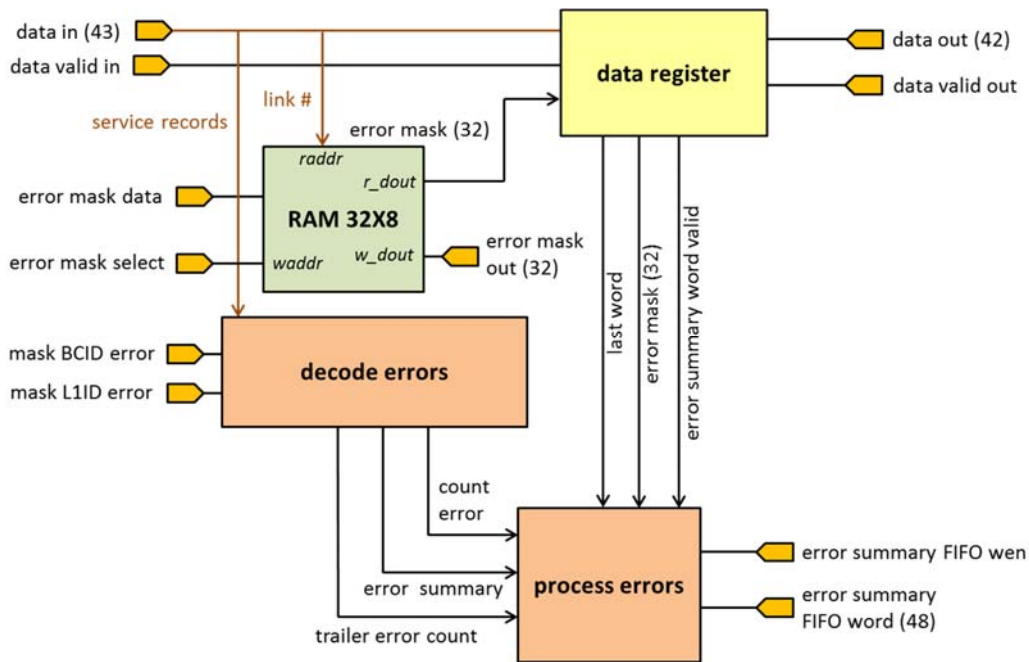 data in (43)
data valid in
service records
link #
error mask (32)
data register
data out (42)
data valid out
error mask data
error mask select
raddr
r_dout
RAM 32X8
waddr
w_dout
error mask
out (32)
last word
error mask (32)
error summary word valid
mask BCID error
mask L1ID error
decode errors
count
error
error summary
trailer error count
process errors
error summary FIFO wen
error summary
FIFO word (48)